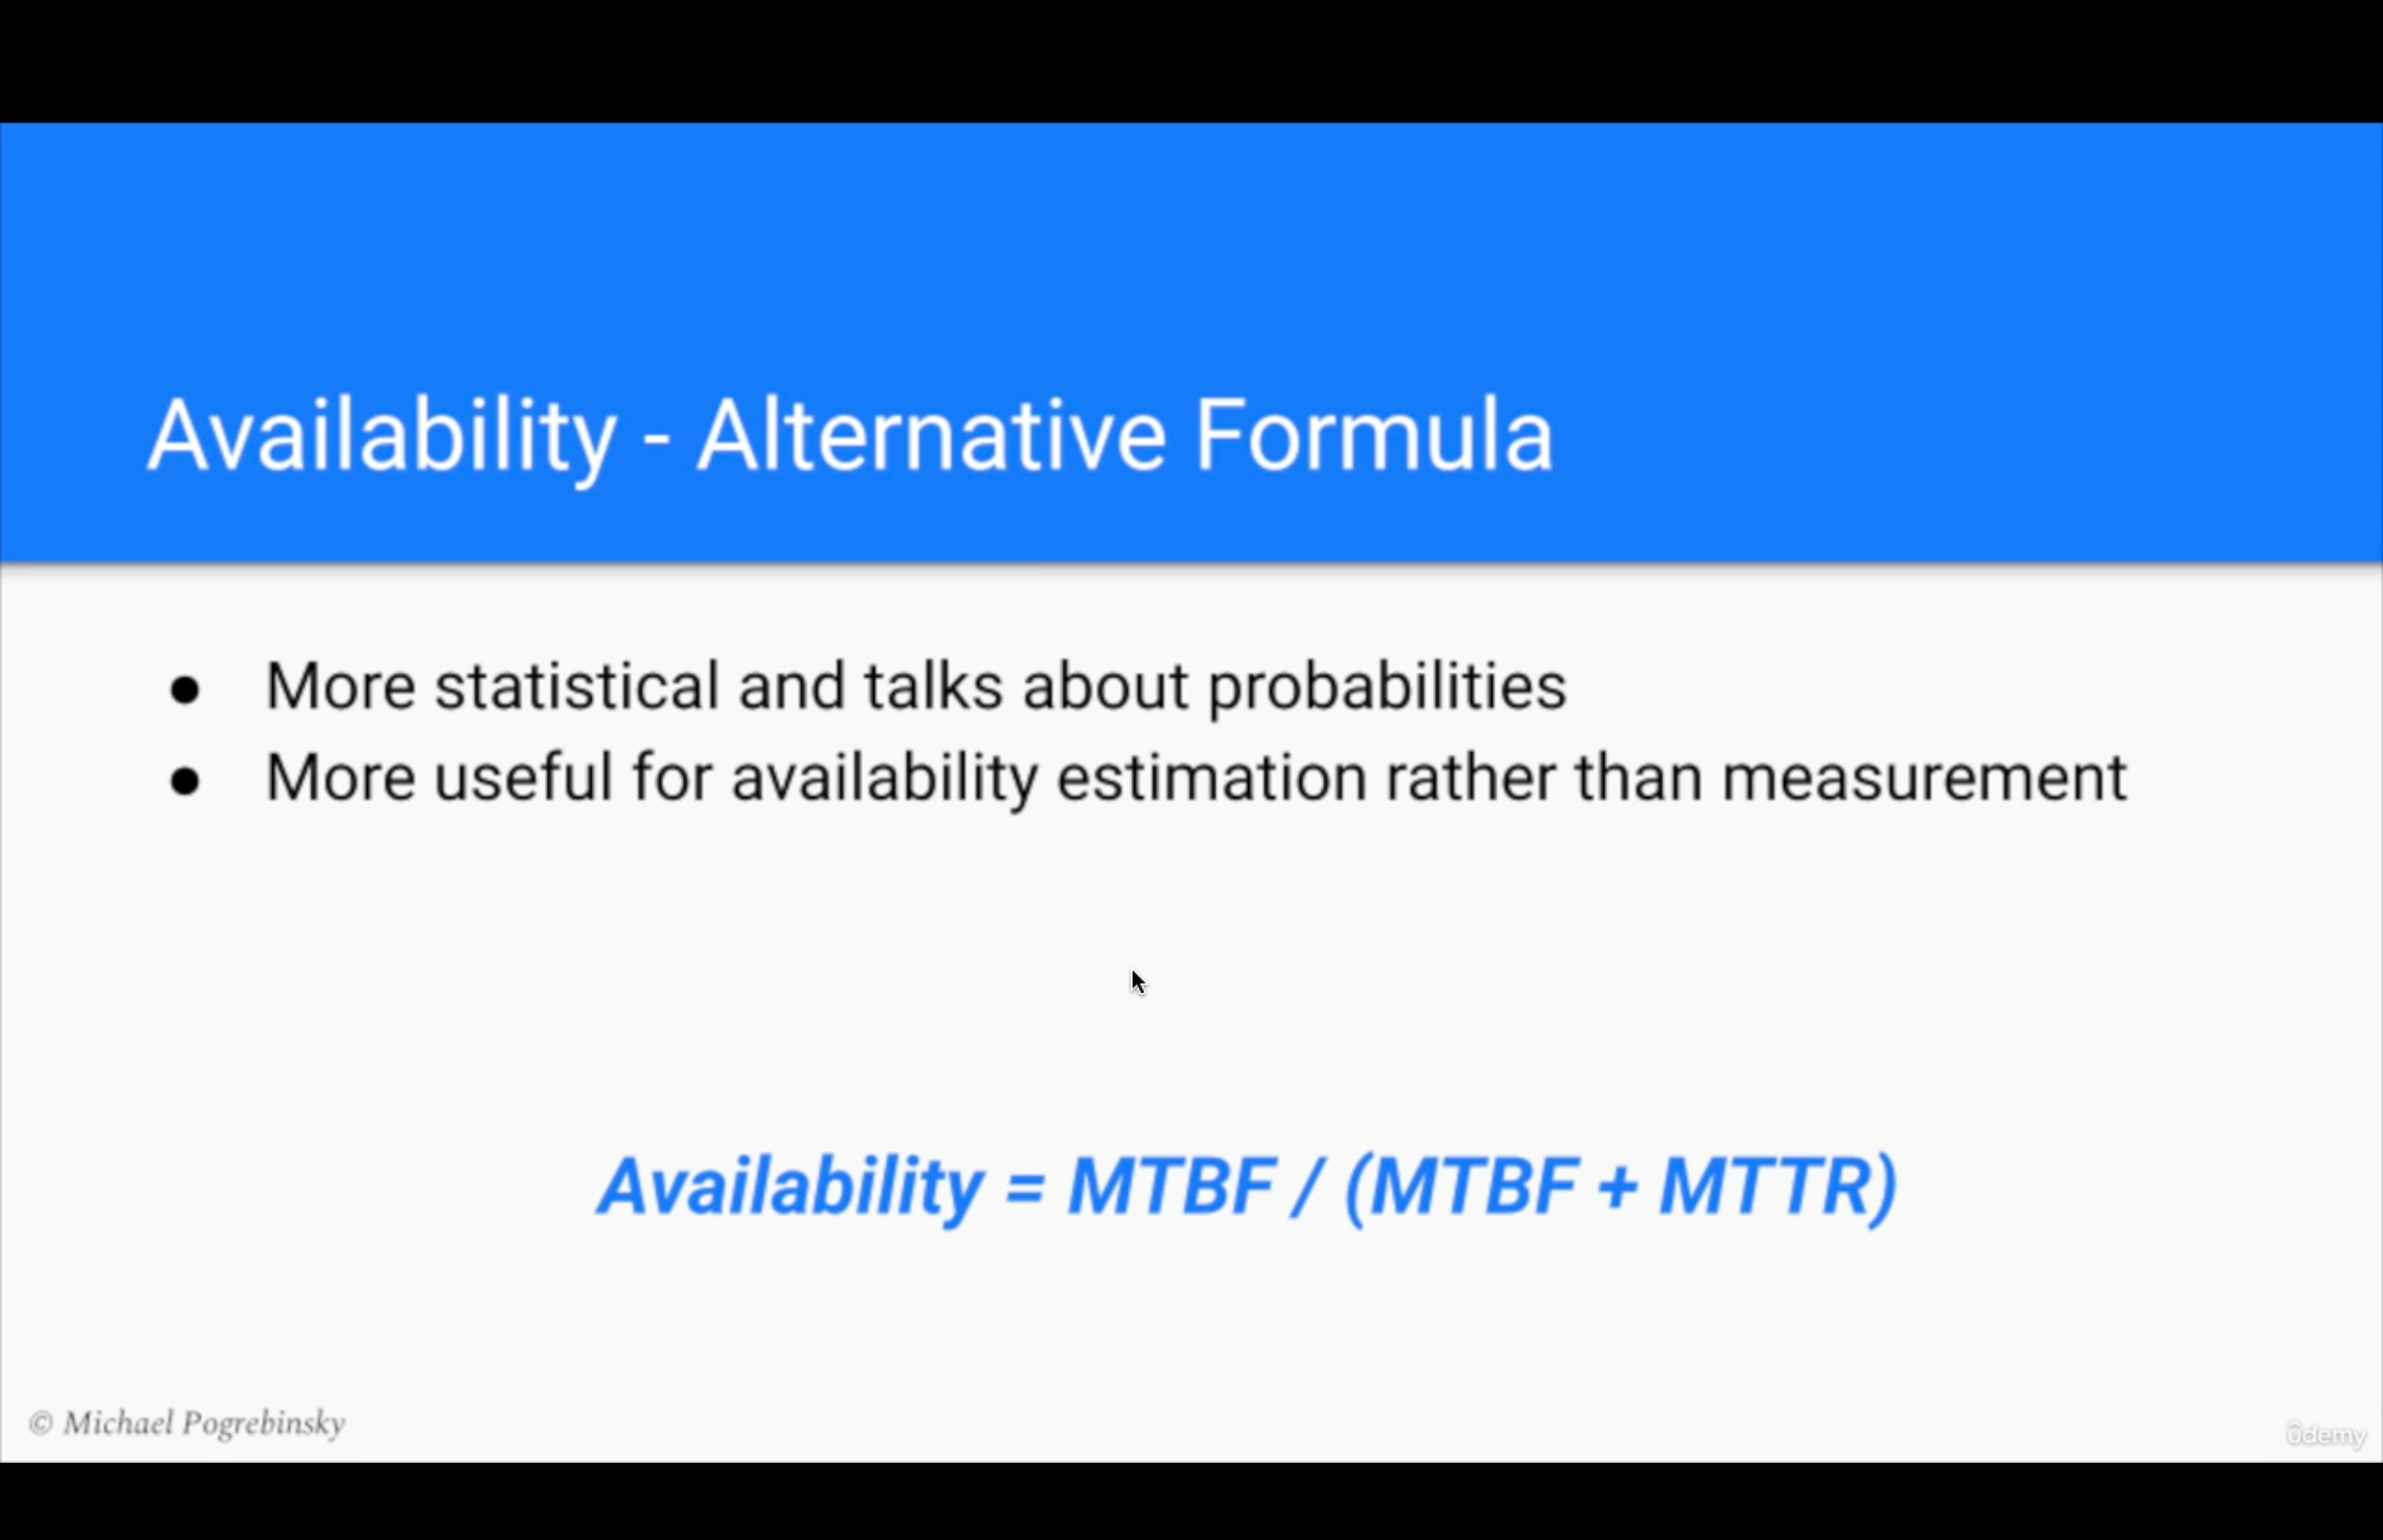 Availability - Alternative Formula
● More statistical and talks about probabilities
● More useful for availability estimation rather than measurement
Availability = MTBF / (MTBF + MTTR)
© Michael Pogrebinsky
ûdemy